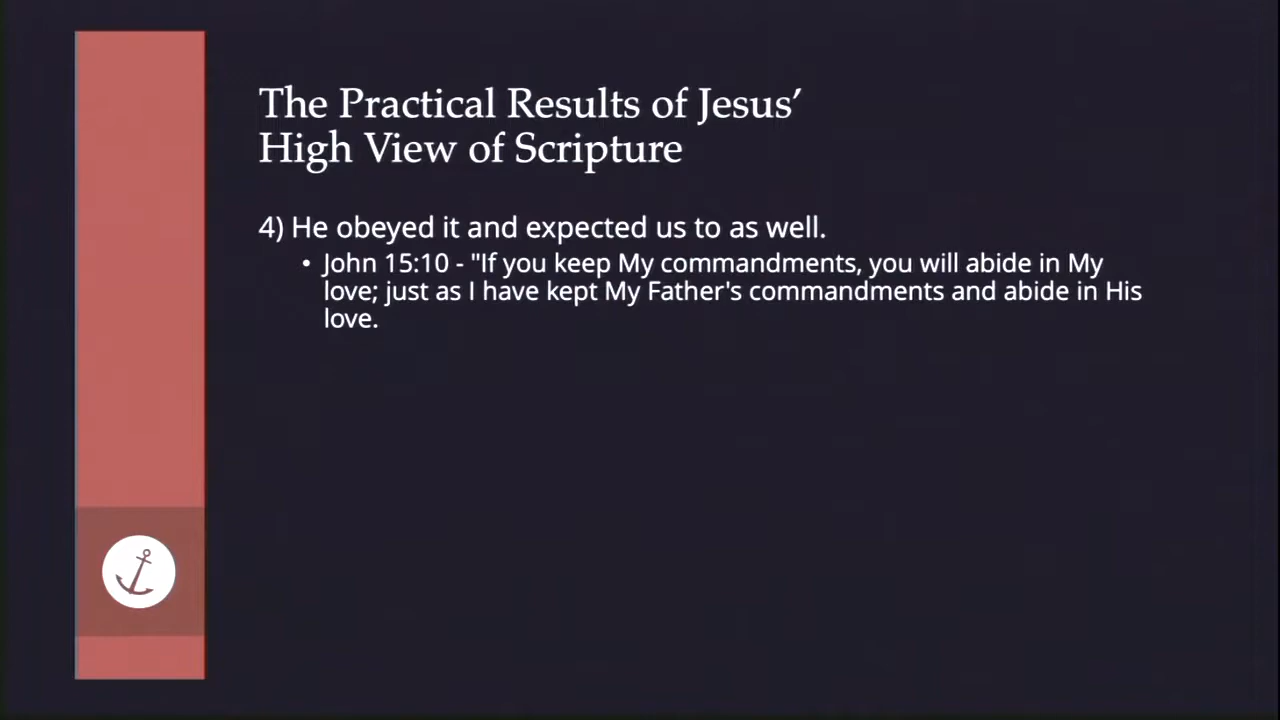 The Practical Results of Jesus’
High View of Scripture
4) He obeyed it and expected us to as well.
• John 15:10 - "If you keep My commandments, you will abide in My
love; just as I have kept My Father's commandments and abide in His
love.